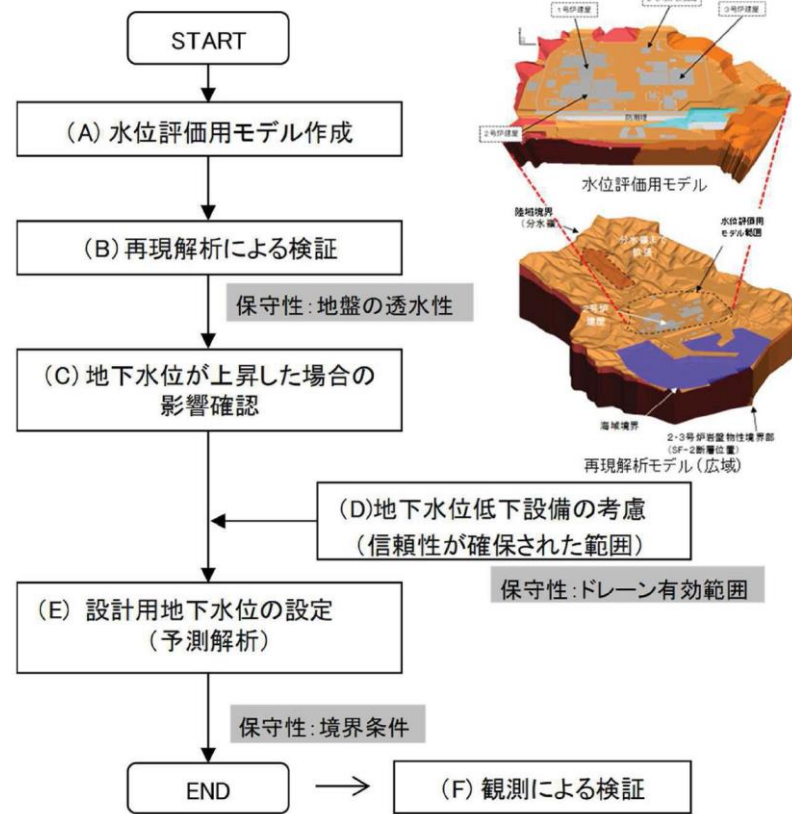 START
(A) 水位評価用モデル作成
(B) 再現解析による検証
保守性:地盤の透水性
(C) 地下水位が上昇した場合の
影響確認
(D)地下水位低下設備の考慮
(信頼性が確保された範囲)
保守性:ドレーン有効範囲
(E) 設計用地下水位の設定
(予測解析)
保守性:境界条件
END
(F) 観測による検証
1号炉建屋
3号炉建屋
防潮堤
2号炉建屋
水位評価用モデル
陸域境界
(分水嶺)
水位評価用
モデル範囲
2号炉
建屋
海域境界
2・3号炉岩盤物性境界部
(SF-2断層位置)
再現解析モデル(広域)